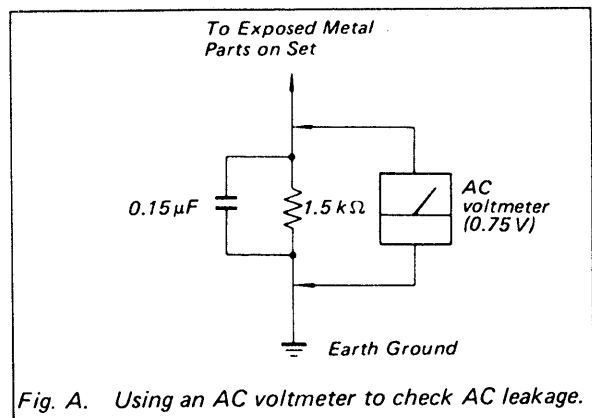 To Exposed Metal
Parts on Set
0.15μF
1.5 kΩ
AC
voltmeter
(0.75 V)
Earth Ground
Fig. A. Using an AC voltmeter to check AC leakage.